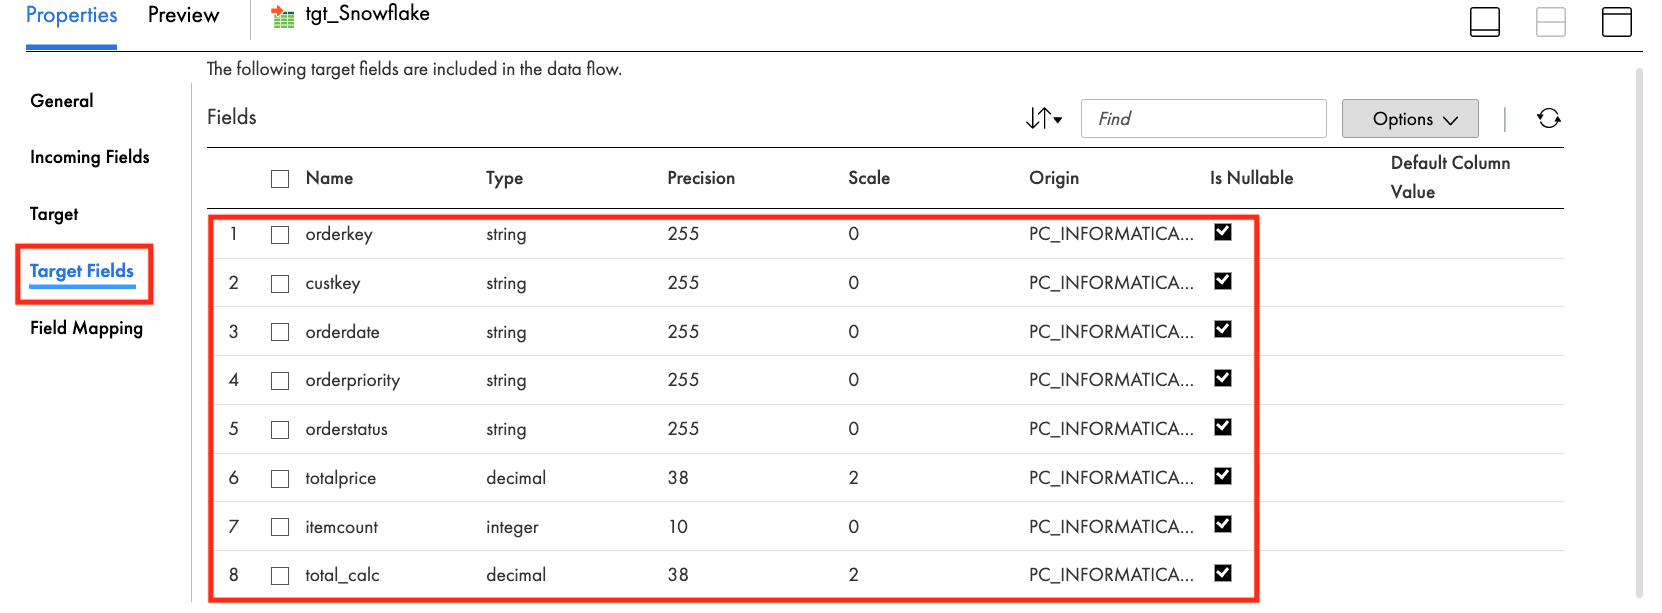 Properties Preview tgt_Snowflake
The following target fields are included in the data flow.
General
Incoming Fields
Target
Target Fields
Field Mapping
Fields Find Options
Name Type Precision Scale Origin Is Nullable Default Column Value
1 orderkey string 255 0 PC_INFORMATICA...
2 custkey string 255 0 PC_INFORMATICA...
3 orderdate string 255 0 PC_INFORMATICA...
4 orderpriority string 255 0 PC_INFORMATICA...
5 orderstatus string 255 0 PC_INFORMATICA...
6 totalprice decimal 38 2 PC_INFORMATICA...
7 itemcount integer 10 0 PC_INFORMATICA...
8 total_calc decimal 38 2 PC_INFORMATICA...